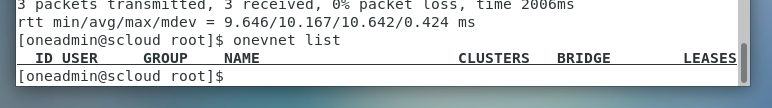 3 packets transmitted, 3 received, 0% packet loss, time 2006ms
rtt min/avg/max/mdev = 9.646/10.167/10.642/0.424 ms
[oneadmin@scloud root]$ onevnet list
ID USER GROUP NAME CLUSTERS BRIDGE LEASES
[oneadmin@scloud root]$